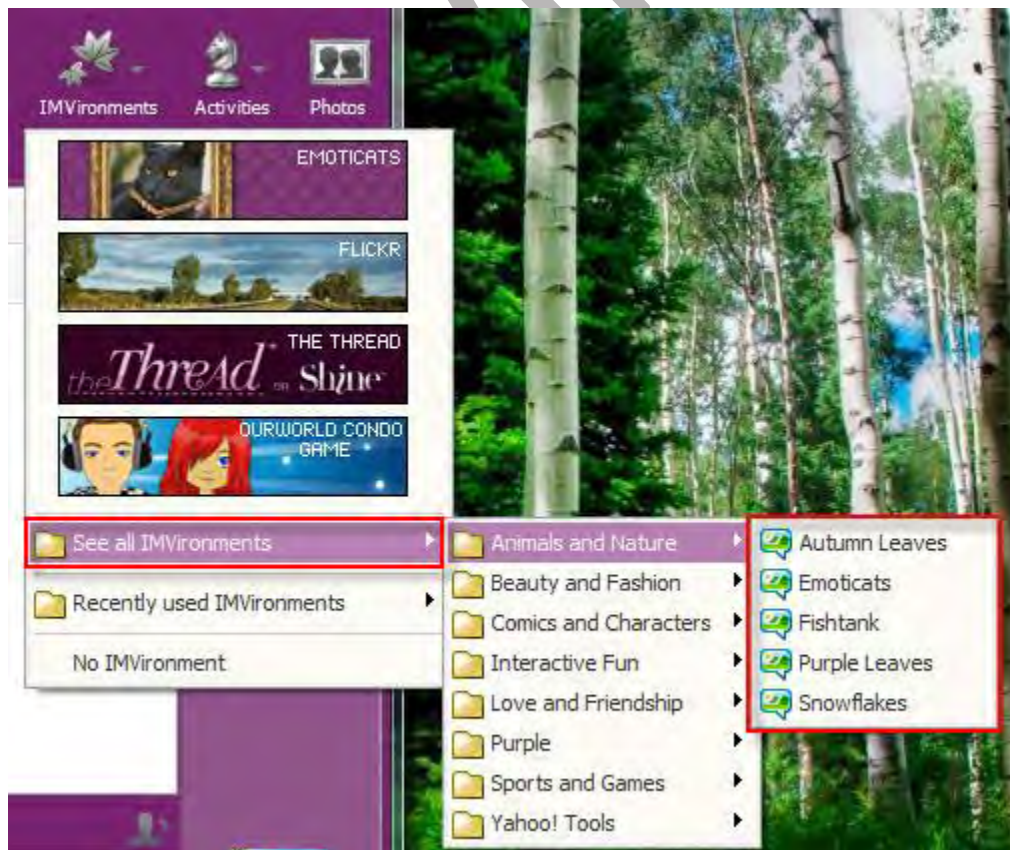 IMVironments
Activities
Photos
EMOTICATS
FLICKR
THE THREAD
theThreAd on Shine
OURWORLD CONDO
GAME
See all IMVironments
Recently used IMVironments
No IMVironment
Animals and Nature
Beauty and Fashion
Comics and Characters
Interactive Fun
Love and Friendship
Purple
Sports and Games
Yahoo! Tools
Autumn Leaves
Emoticats
Fishtank
Purple Leaves
Snowflakes